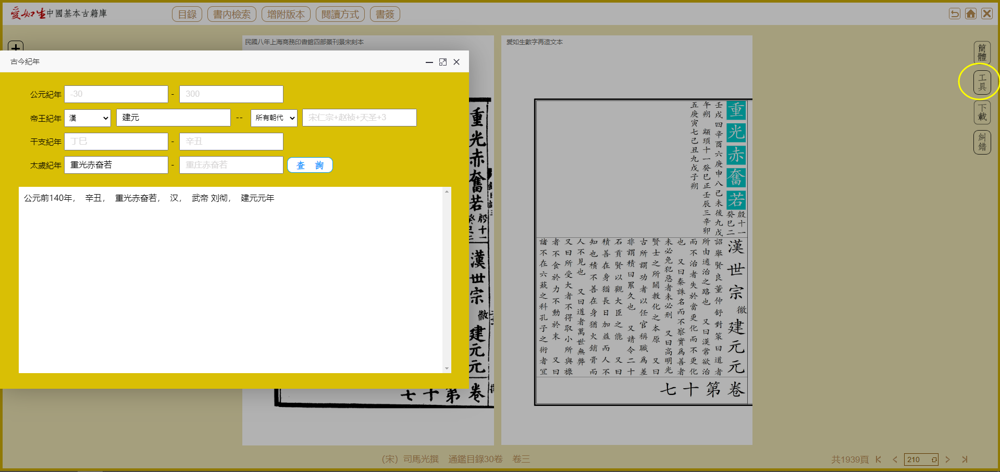 愛如生中國基本古籍庫
目錄
書內檢索
增附版本
閱讀方式
書簽
民國八年上海商務印書館四部叢刊景宋刻本
愛如生數字再造文本
古今紀年
公元紀年 -30 - 300
帝王紀年 漢 建元 -- 所有朝代 宋仁宗+赵祯+天圣+3
干支紀年 丁巳 - 辛丑
太歲紀年 重光赤奋若 - 重庄赤奋若 查 詢
公元前140年， 辛丑， 重光赤奋若， 汉， 武帝 刘彻， 建元元年
重光赤奮若
殷十一
癸巳二
漢世宗
徹
建元元
卷第十七
重光赤奮若
殷十一
癸巳二
壬戌四辛酉六庚申八己未後九戊
午朔 顓頊十一癸巳正壬辰三辛卯
五庚寅七己丑九戊子朔
漢世宗
徹
建元元
詔舉賢良董仲舒對策曰道者
所由適治之路也 又曰漢常欲治
而不治者失於當更化而不更化
也 又曰秦誅名而不察實爲善者
未必免犯惡者未必刑 又曰高明光
賢士之所關教化之本原 又曰
古所謂功者以任官稱職爲差
非謂積曰累久也 又請令二十
石貢賢以觀大臣之能 又曰
積善在身猶長日加益而人不
知也積不善在身猶火銷膏而
人不見也 又曰道者萬世無弊
又曰所受大者不得取小所與祿
者不食於力不動於末 又曰
諸不在六蓺之科孔子之術者宜
卷第十七
簡體
工具
下載
糾錯
（宋）司馬光撰 通鑑目錄30卷 卷三
共1939頁
210